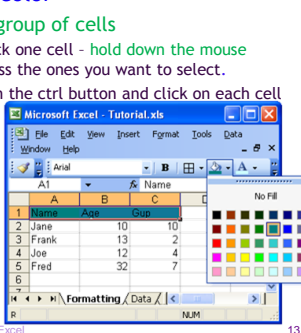 group of cells
ck one cell – hold down the mouse
ss the ones you want to select.
n the ctrl button and click on each cell
Microsoft Excel - Tutorial.xls
File Edit View Insert Format Tools Data
Window Help
Arial B A
A1 fx Name
No Fill
A B C
1 Name Age Gup
2 Jane 10 10
3 Frank 13 2
4 Joe 12 4
5 Fred 32 7
6
Formatting / Data /
R NUM
Excel 13